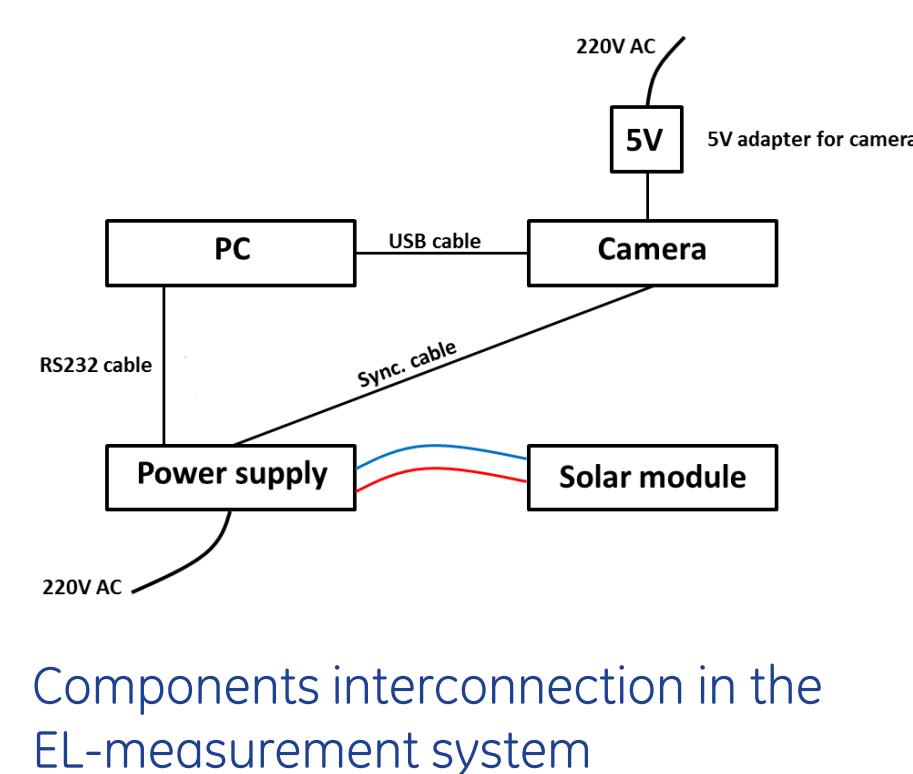 220V AC
5V
5V adapter for camera
PC
USB cable
Camera
RS232 cable
Sync. cable
Power supply
Solar module
220V AC
Components interconnection in the
EL-measurement system